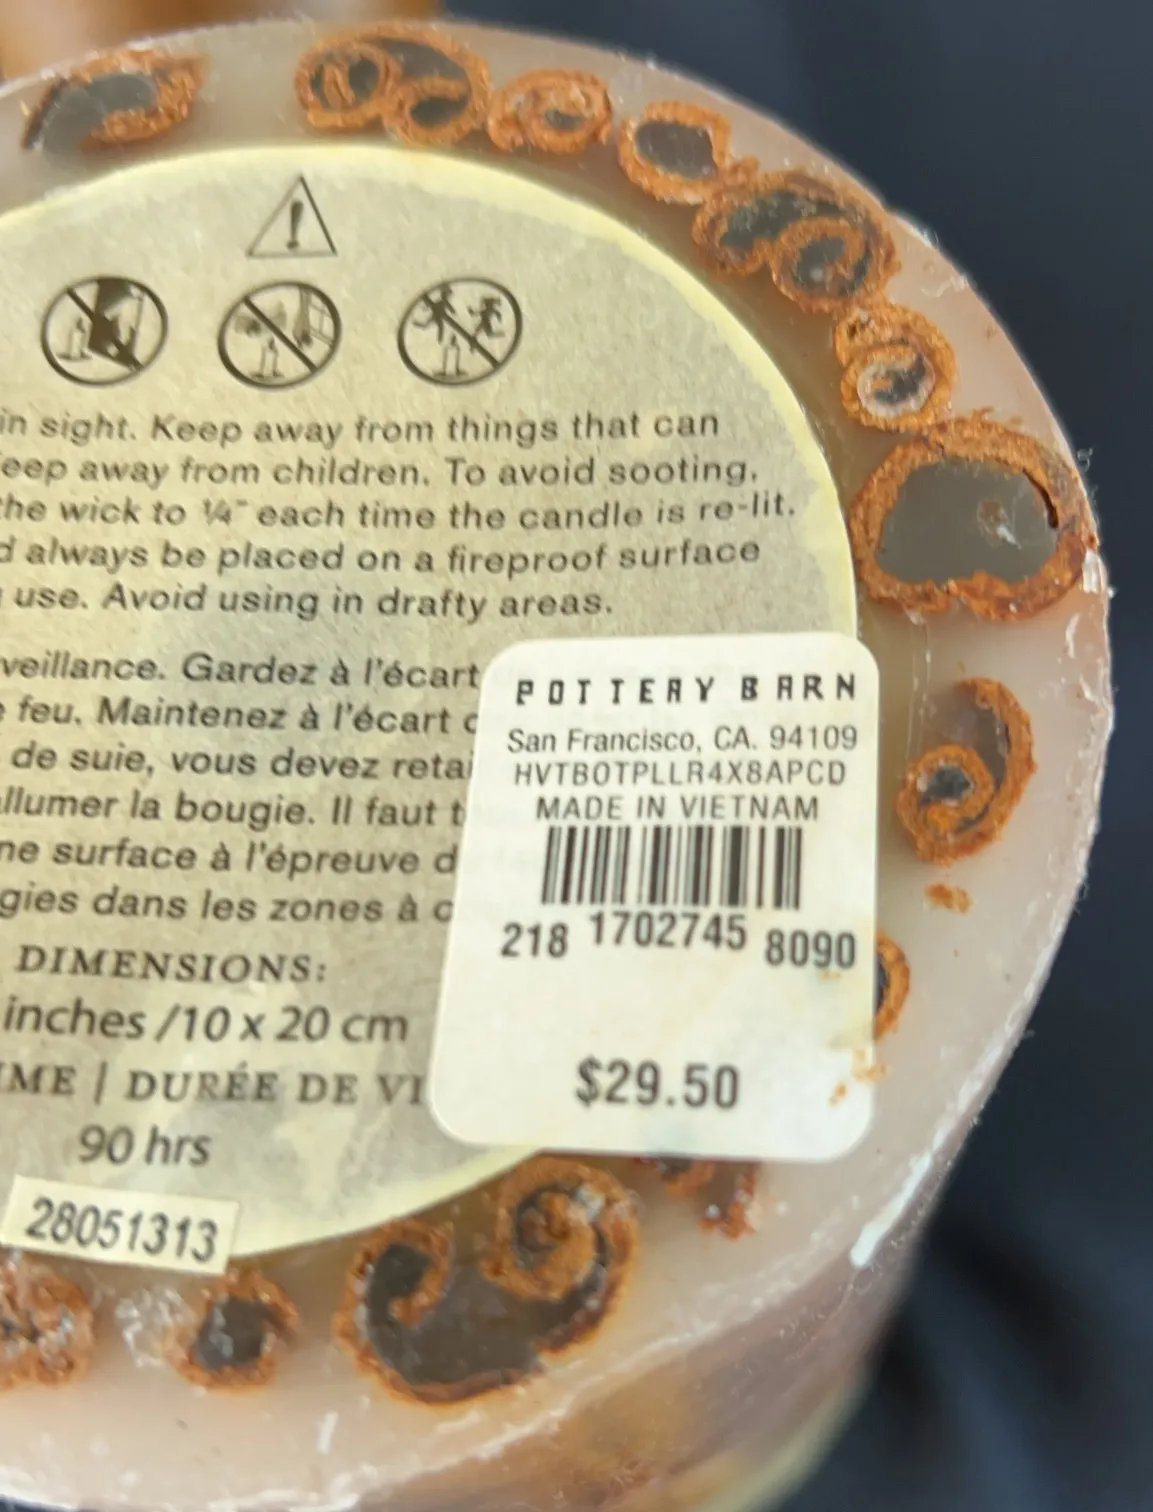 in sight. Keep away from things that can
eep away from children. To avoid sooting,
the wick to ¼" each time the candle is re-lit.
d always be placed on a fireproof surface
use. Avoid using in drafty areas.
veillance. Gardez à l'écart
feu. Maintenez à l'écart
de suie, vous devez retai
allumer la bougie. Il faut t
ne surface à l'épreuve d
gies dans les zones à c
DIMENSIONS:
inches /10 x 20 cm
IME | DURÉE DE VI
90 hrs
28051313
POTTERY BARN
San Francisco, CA. 94109
HVTBOTPLLR4X8APCD
MADE IN VIETNAM
218 1702745 8090
$29.50